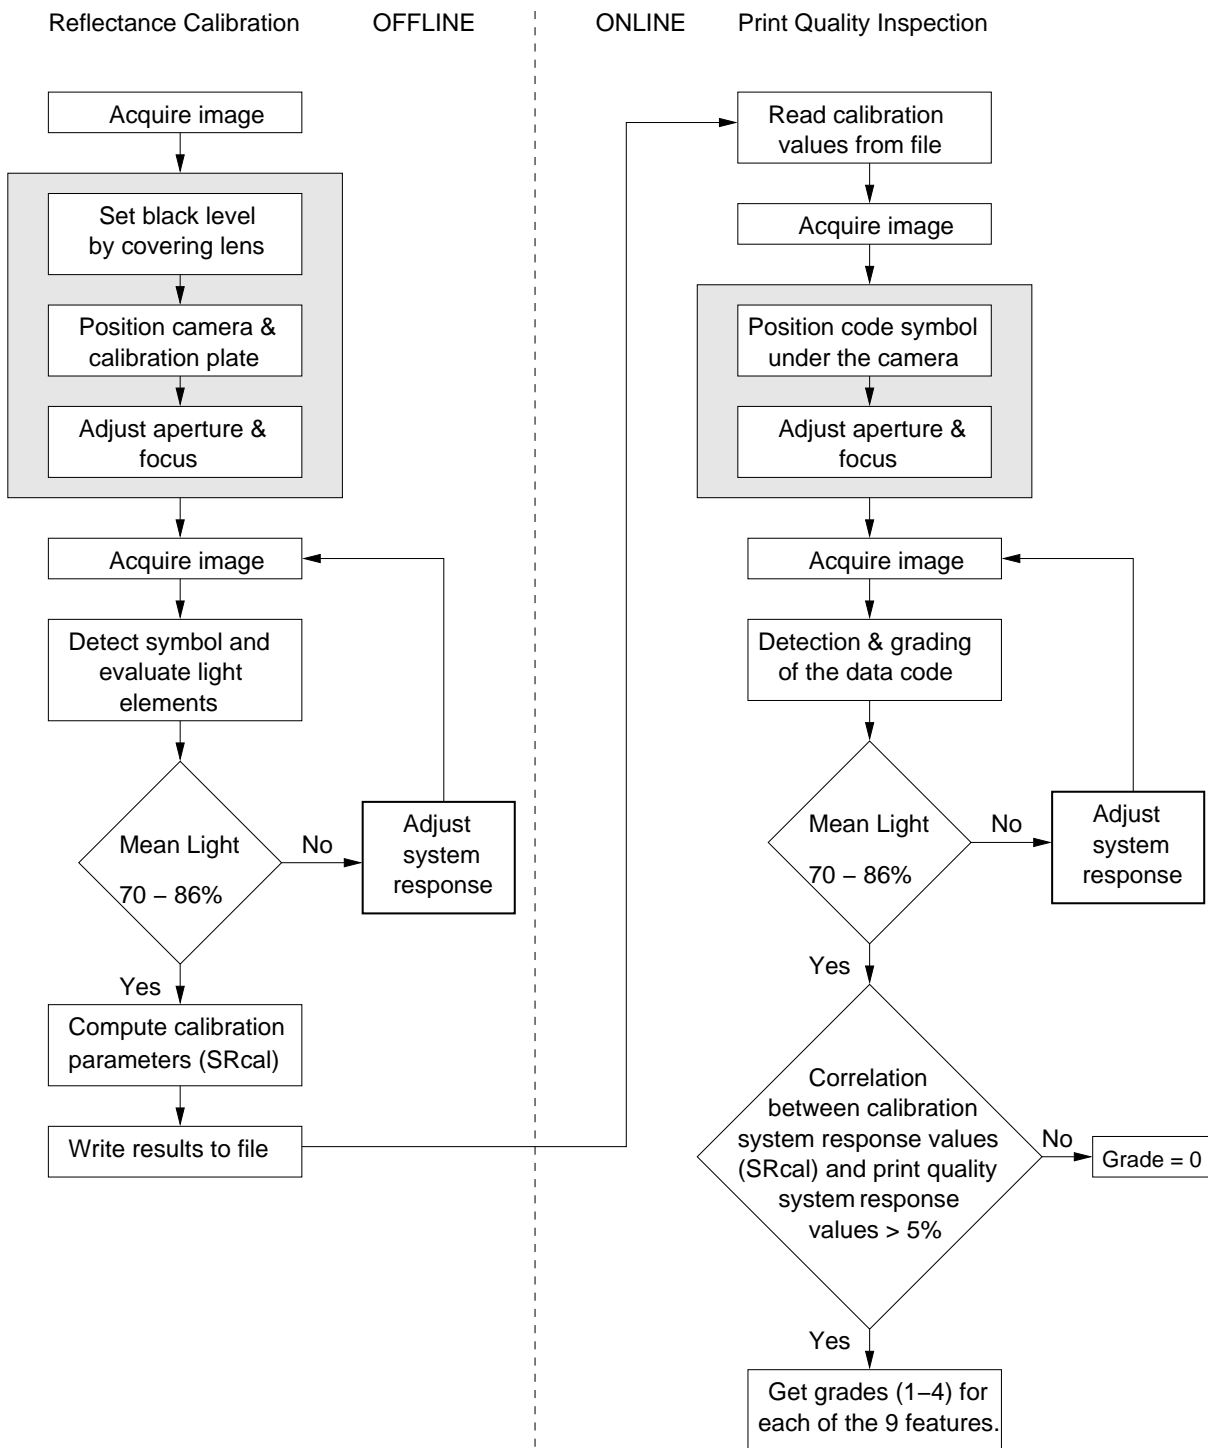 Reflectance Calibration
OFFLINE
Acquire image
Set black level
by covering lens
Position camera &
calibration plate
Adjust aperture &
focus
Acquire image
Detect symbol and
evaluate light
elements
Mean Light
70 – 86%
No
Adjust
system
response
Yes
Compute calibration
parameters (SRcal)
Write results to file
ONLINE
Print Quality Inspection
Read calibration
values from file
Acquire image
Position code symbol
under the camera
Adjust aperture &
focus
Acquire image
Detection & grading
of the data code
Mean Light
70 – 86%
No
Adjust
system
response
Yes
Correlation
between calibration
system response values
(SRcal) and print quality
system response
values > 5%
No
Grade = 0
Yes
Get grades (1–4) for
each of the 9 features.